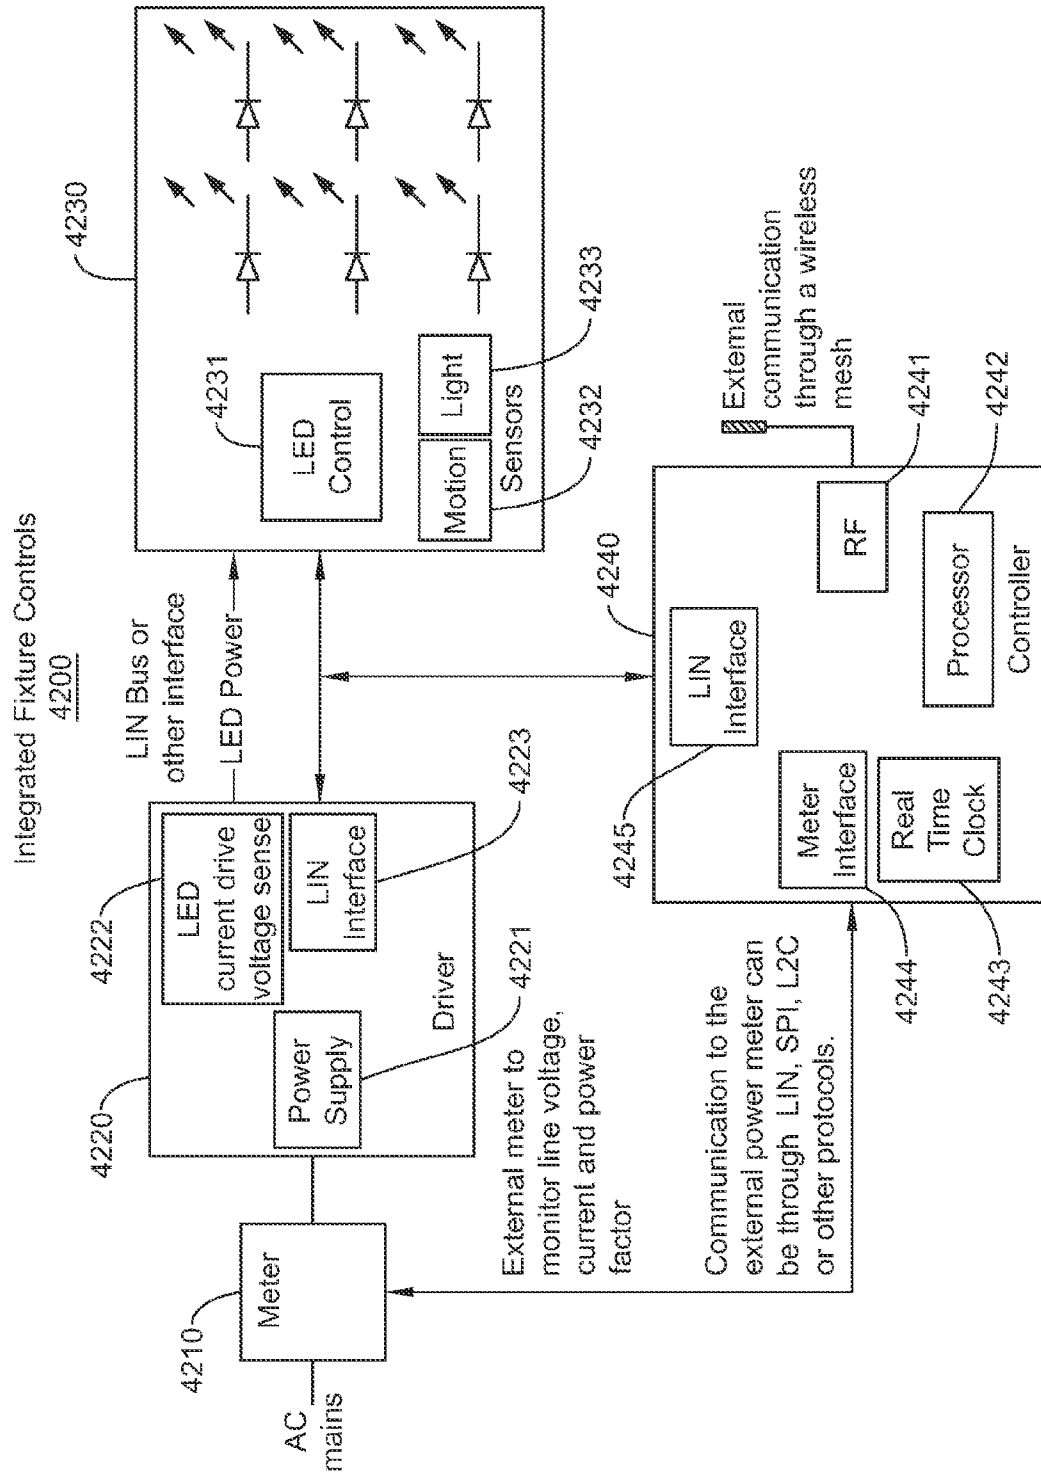 Integrated Fixture Controls
4200
AC
mains
4210
Meter
4220
Power
Supply
4221
4222
LED
current drive
voltage sense
LIN
Interface
4223
Driver
LIN Bus or
other interface
LED Power
4230
4231
LED
Control
Motion
Light
Sensors
4232
4233
External meter to
monitor line voltage,
current and power
factor
Communication to the
external power meter can
be through LIN, SPI, L2C
or other protocols.
4240
4245
LIN
Interface
Meter
Interface
4244
Real
Time
Clock
4243
RF
4241
Processor
4242
Controller
External
communication
through a wireless
mesh